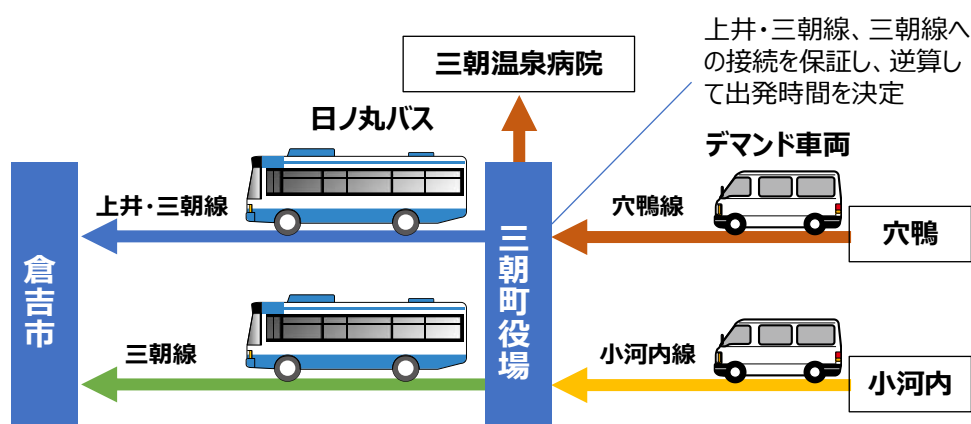 上井・三朝線、三朝線へ
の接続を保証し、逆算し
て出発時間を決定
三朝温泉病院
日ノ丸バス
デマンド車両
上井・三朝線
穴鴨線
穴鴨
倉吉市
三朝町役場
三朝線
小河内線
小河内